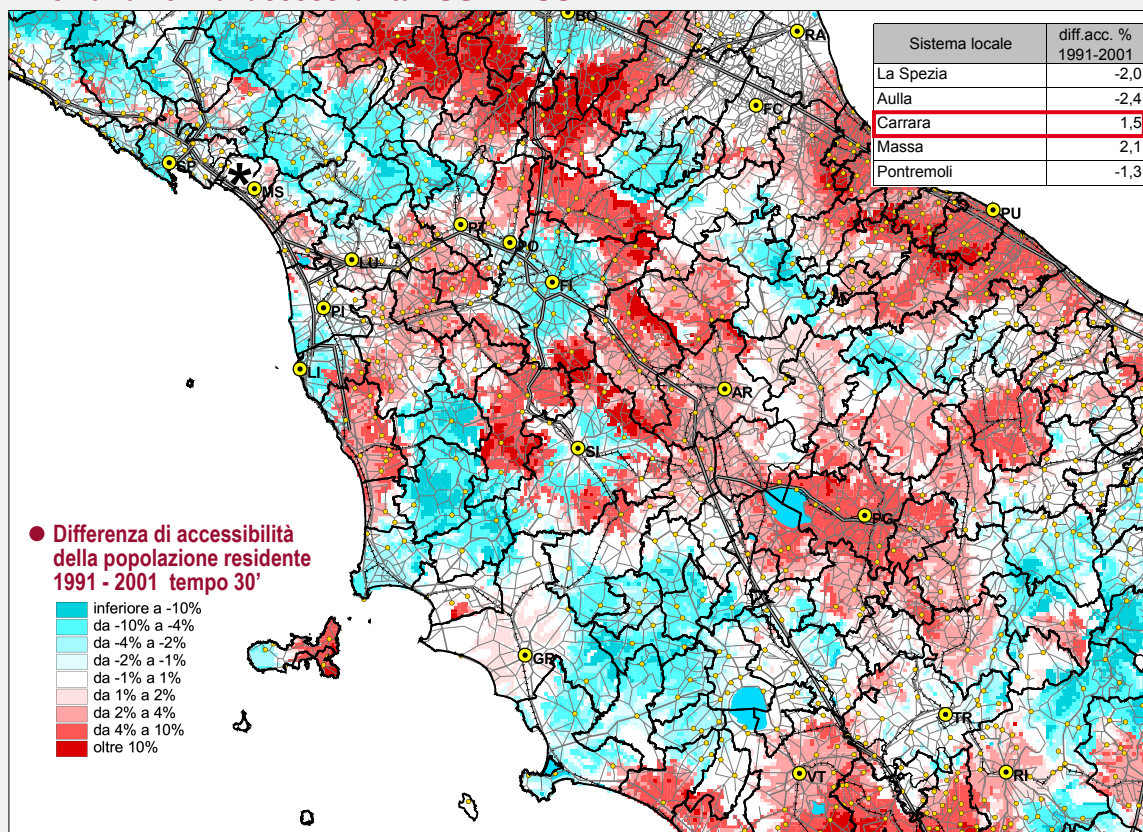 Sistema locale
diff.acc. %
1991-2001
La Spezia -2,0
Aulla -2,4
Carrara 1,5
Massa 2,1
Pontremoli -1,3
BO
RA
FC
SP
*
MS
PU
PT
PO
LU
FI
PI
LI
AR
SI
PG
GR
TR
VT
RI
● Differenza di accessibilità
della popolazione residente
1991 - 2001 tempo 30'
inferiore a -10%
da -10% a -4%
da -4% a -2%
da -2% a -1%
da -1% a 1%
da 1% a 2%
da 2% a 4%
da 4% a 10%
oltre 10%